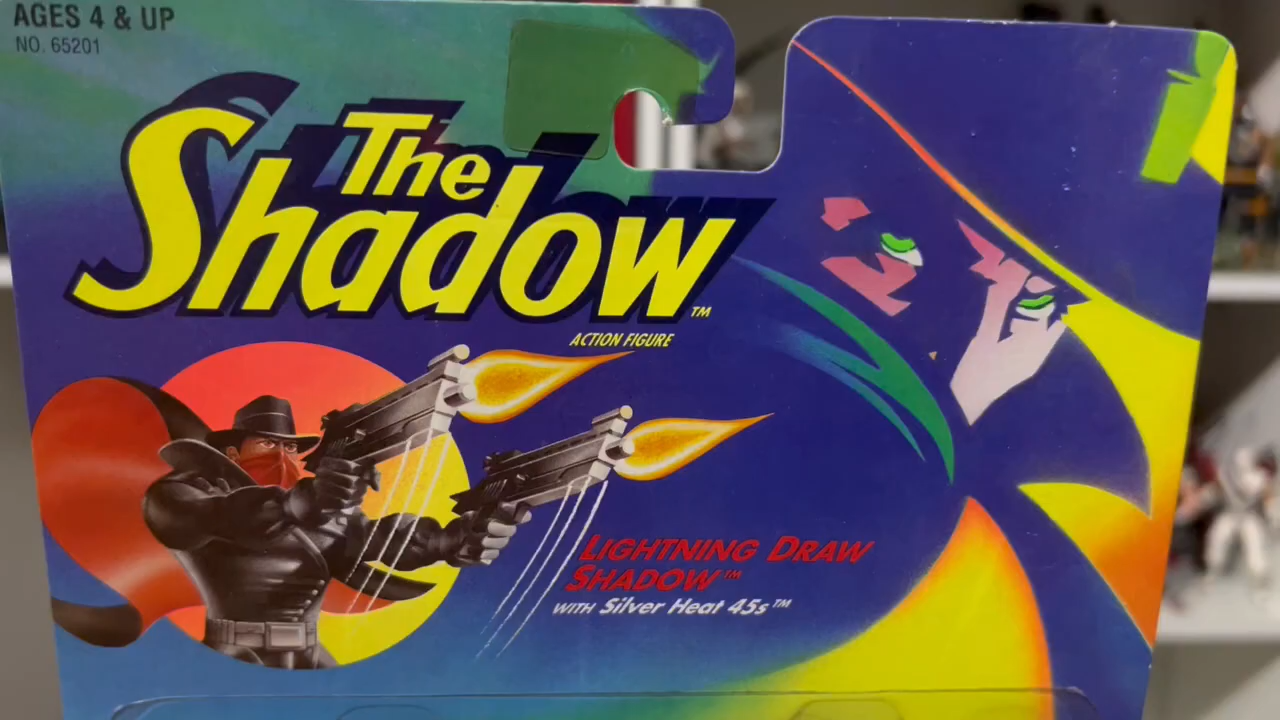 AGES 4 & UP
NO. 65201
The
Shadow™
ACTION FIGURE
LIGHTNING DRAW
SHADOW™
WITH Silver Heat 45s™